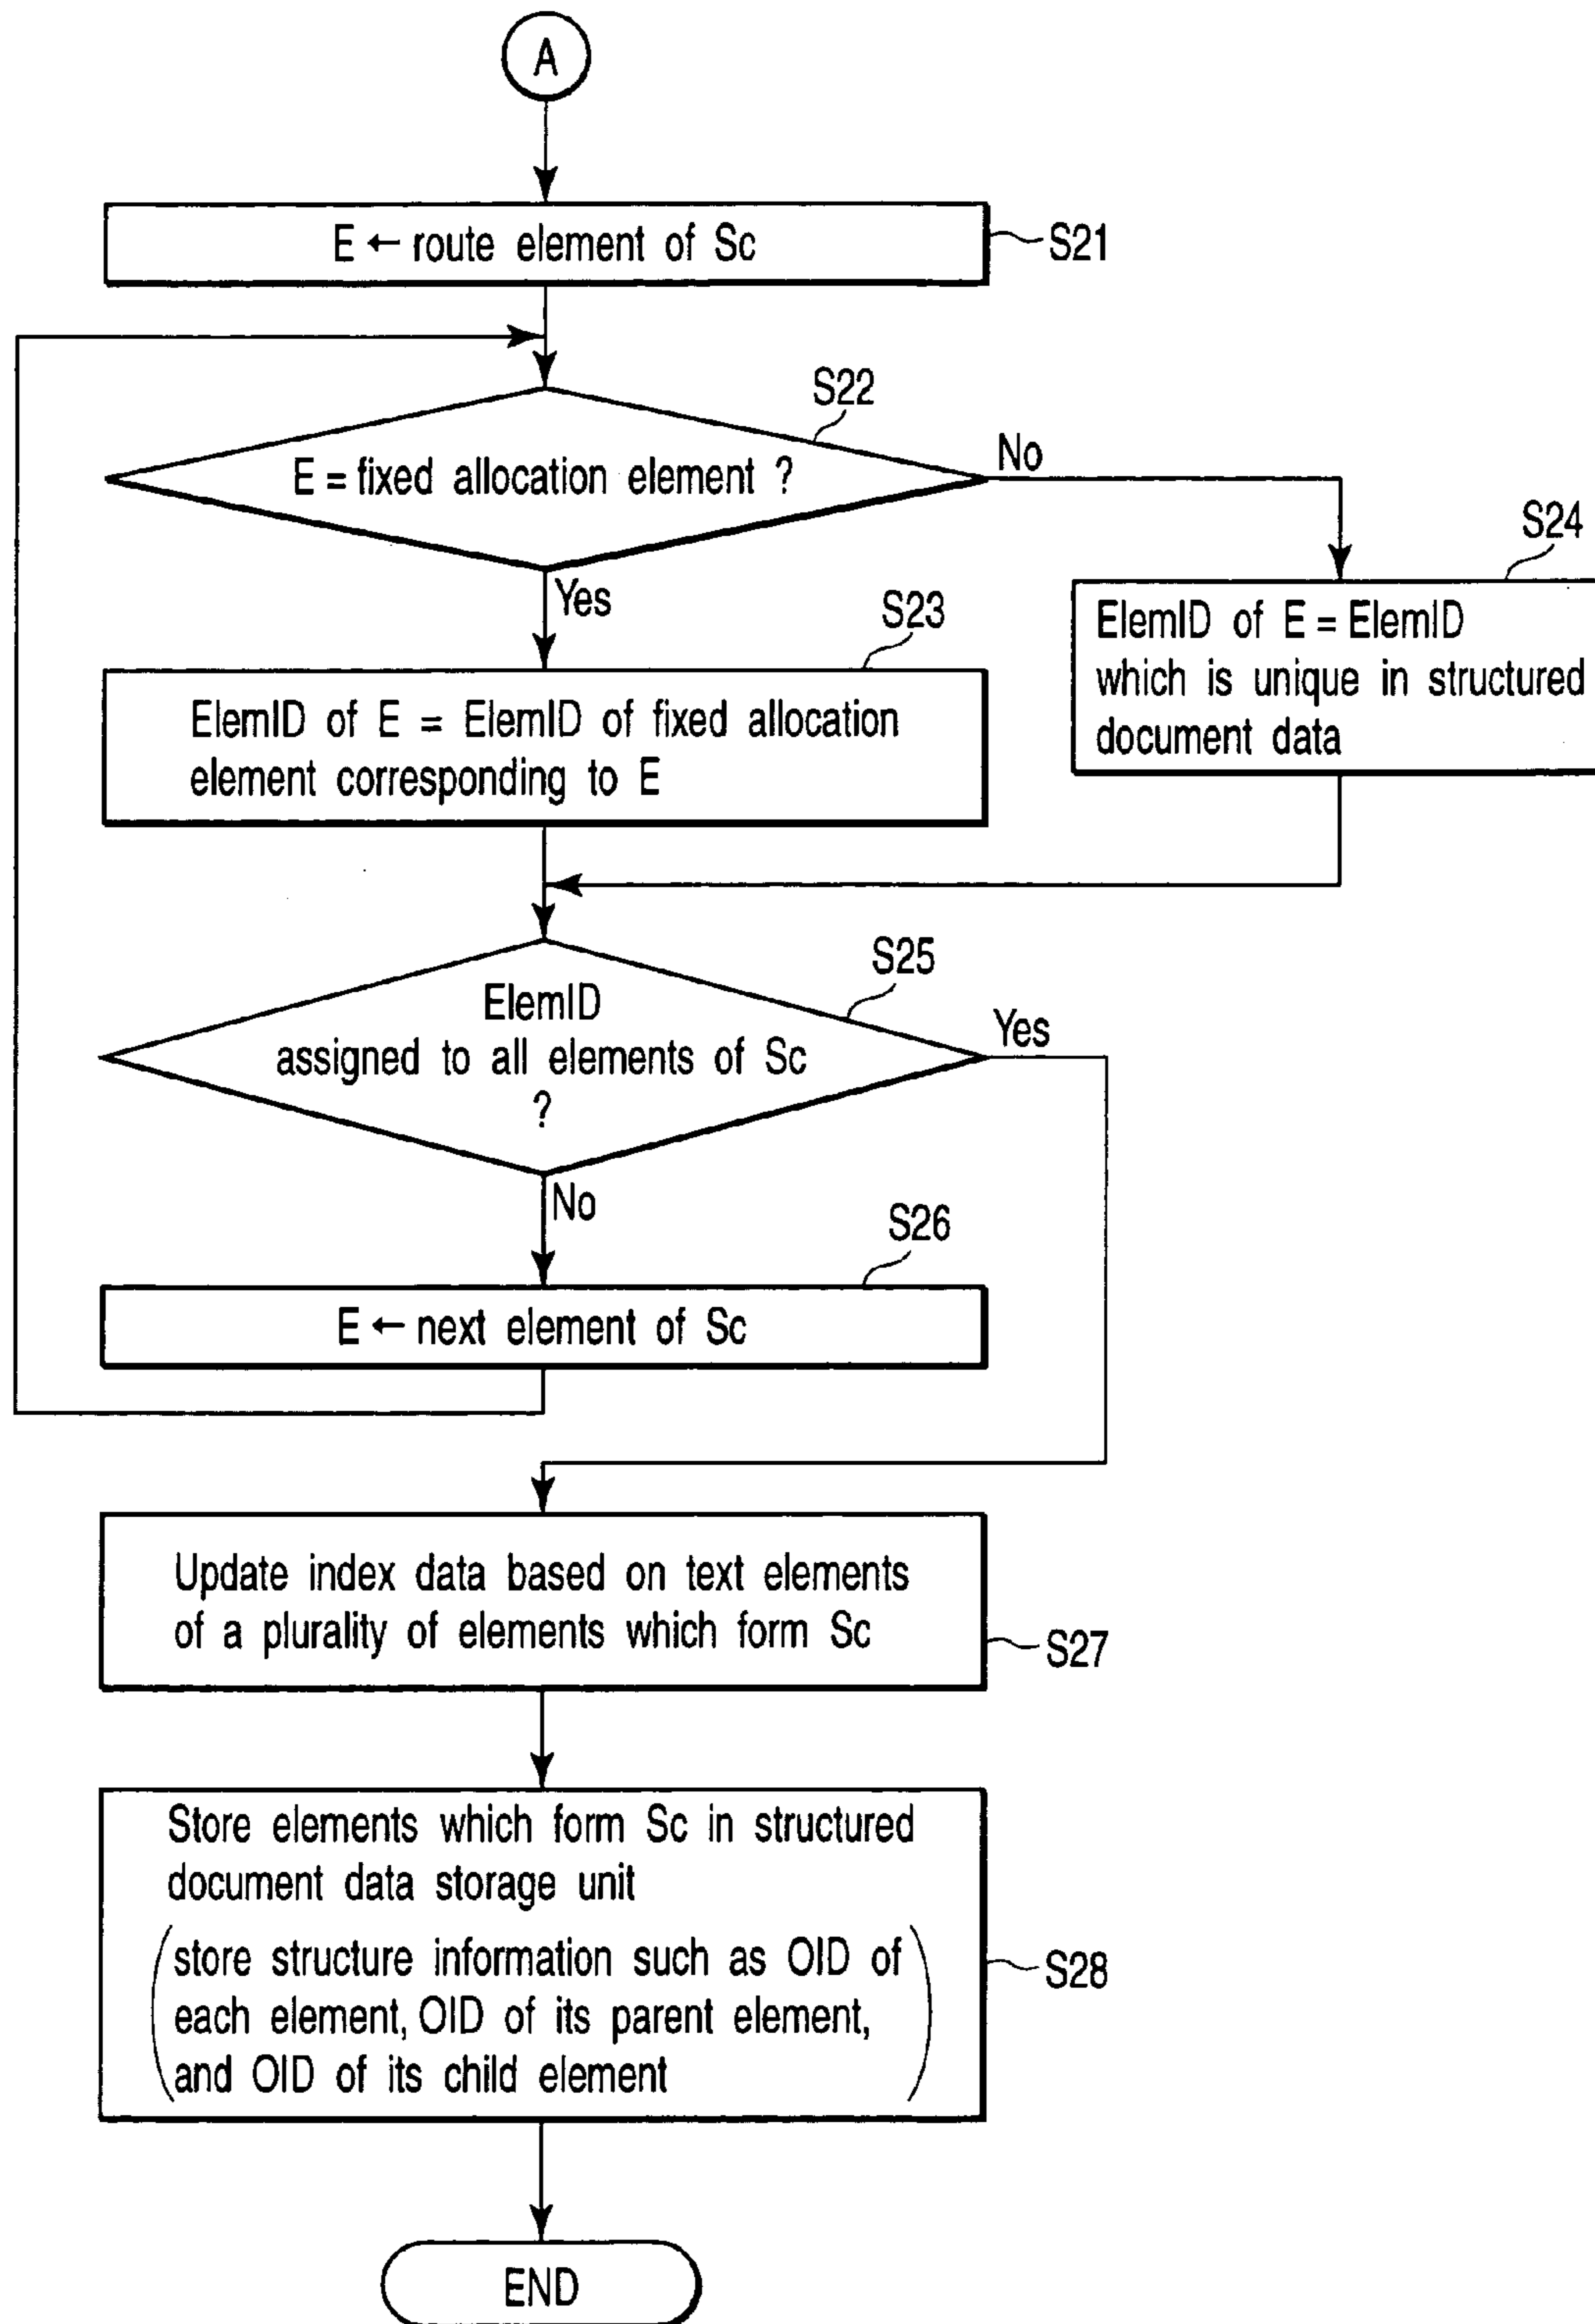 A
E ← route element of Sc
S21
S22
E = fixed allocation element ?
No
Yes
S24
ElemID of E = ElemID
which is unique in structured
document data
S23
ElemID of E = ElemID of fixed allocation
element corresponding to E
S25
ElemID
assigned to all elements of Sc
?
Yes
No
S26
E ← next element of Sc
Update index data based on text elements
of a plurality of elements which form Sc
S27
Store elements which form Sc in structured
document data storage unit
(store structure information such as OID of
each element, OID of its parent element,
and OID of its child element)
S28
END